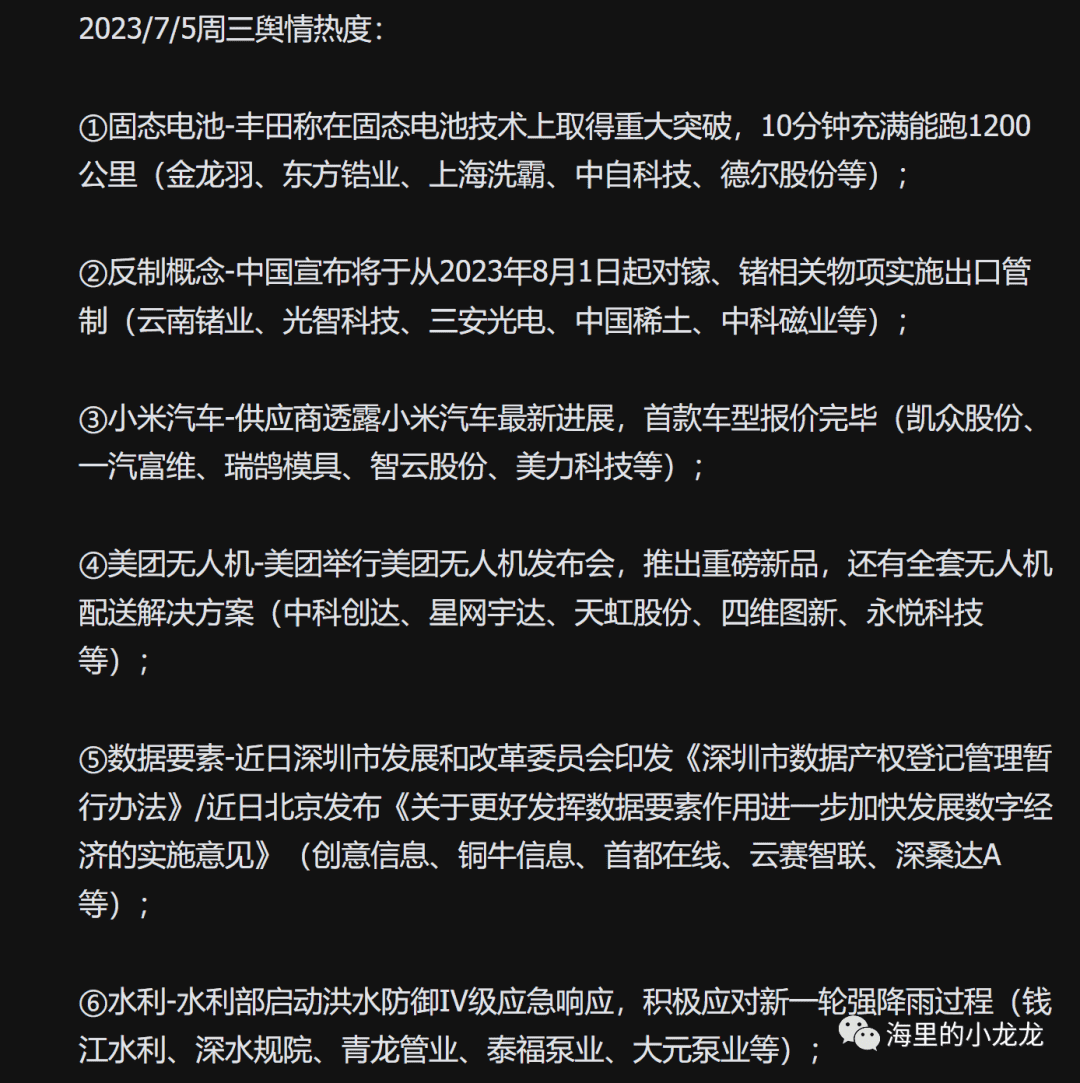 2023/7/5周三舆情热度：
①固态电池-丰田称在固态电池技术上取得重大突破，10分钟充满能跑1200
公里（金龙羽、东方锆业、上海洗霸、中自科技、德尔股份等）；
②反制概念-中国宣布将于从2023年8月1日起对镓、锗相关物项实施出口管
制（云南锗业、光智科技、三安光电、中国稀土、中科磁业等）；
③小米汽车-供应商透露小米汽车最新进展，首款车型报价完毕（凯众股份、
一汽富维、瑞鹄模具、智云股份、美力科技等）；
④美团无人机-美团举行美团无人机发布会，推出重磅新品，还有全套无人机
配送解决方案（中科创达、星网宇达、天虹股份、四维图新、永悦科技
等）；
⑤数据要素-近日深圳市发展和改革委员会印发《深圳市数据产权登记管理暂
行办法》/近日北京发布《关于更好发挥数据要素作用进一步加快发展数字经
济的实施意见》（创意信息、铜牛信息、首都在线、云赛智联、深桑达A
等）；
⑥水利-水利部启动洪水防御IV级应急响应，积极应对新一轮强降雨过程（钱
江水利、深水规院、青龙管业、泰福泵业、大元泵业等）；
海里的小龙龙